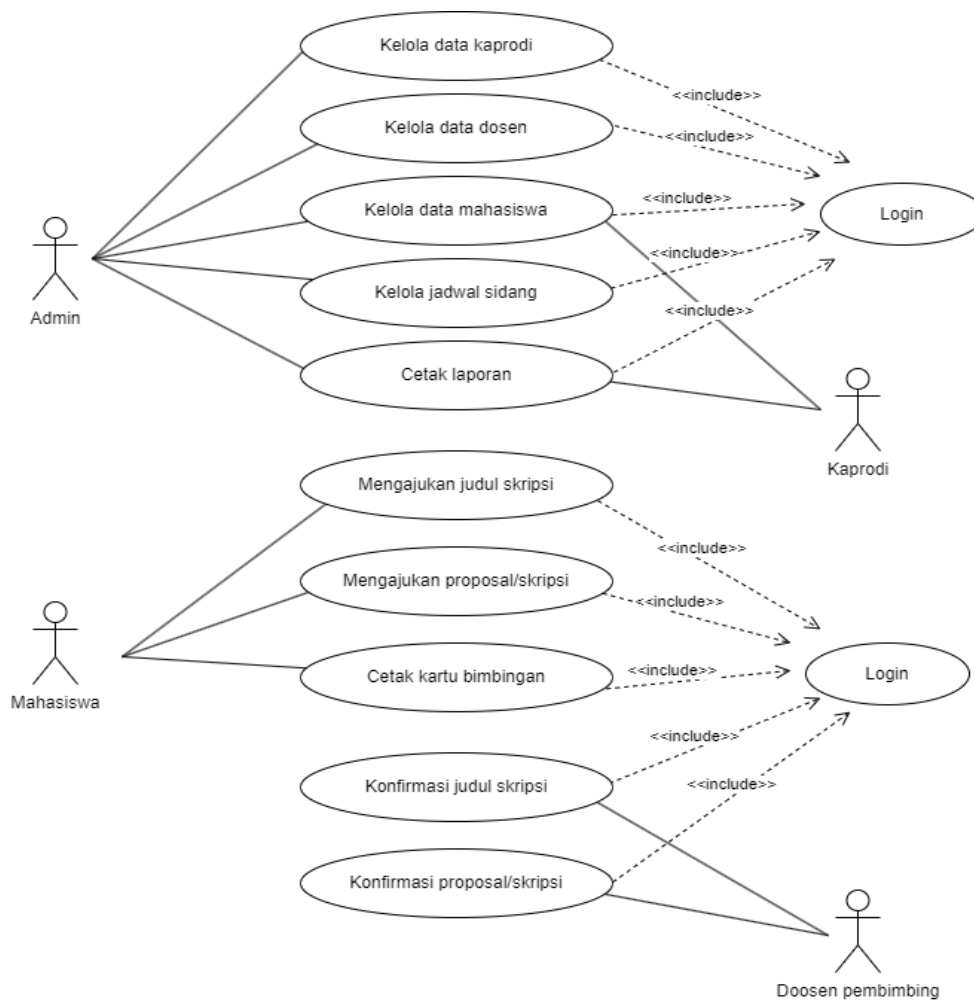 Kelola data kaprodi
<<include>>
Kelola data dosen
<<include>>
Kelola data mahasiswa
<<include>>
Login
Admin
Kelola jadwal sidang
<<include>>
<<include>>
Cetak laporan
Kaprodi
Mengajukan judul skripsi
<<include>>
Mengajukan proposal/skripsi
<<include>>
Mahasiswa
Cetak kartu bimbingan
<<include>>
Login
<<include>>
Konfirmasi judul skripsi
<<include>>
Konfirmasi proposal/skripsi
Doosen pembimbing